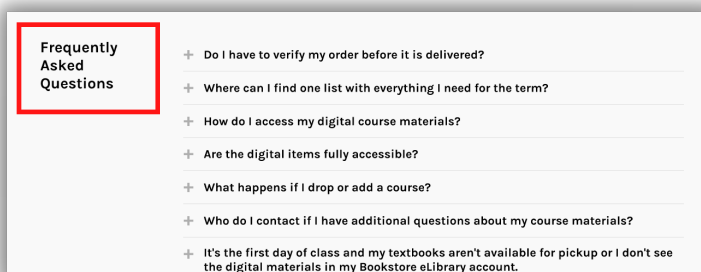 Frequently
Asked
Questions
Do I have to verify my order before it is delivered?
Where can I find one list with everything I need for the term?
How do I access my digital course materials?
Are the digital items fully accessible?
What happens if I drop or add a course?
Who do I contact if I have additional questions about my course materials?
It's the first day of class and my textbooks aren't available for pickup or I don't see
the digital materials in my Bookstore eLibrary account.